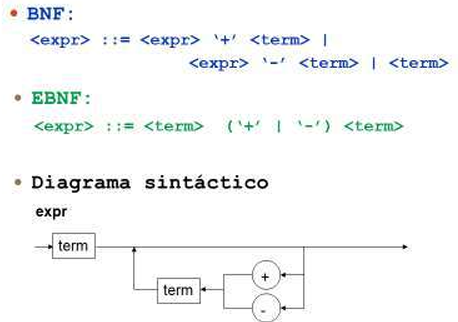 • BNF:
<expr> ::= <expr> ‘+’ <term> |
<expr> ‘-’ <term> | <term>
• EBNF:
<expr> ::= <term> (‘+’ | ‘-’) <term>
• Diagrama sintáctico
expr
term
+
term
-